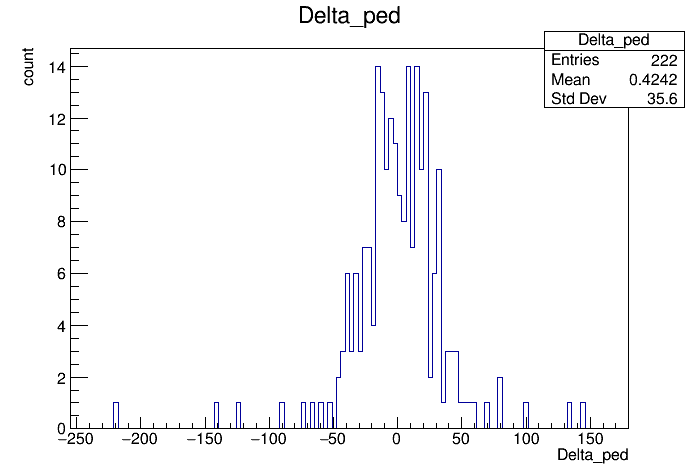 Delta_ped
count
Delta_ped
Entries 222
Mean 0.4242
Std Dev 35.6
14
12
10
8
6
4
2
0
−250 −200 −150 −100 −50 0 50 100 150
Delta_ped